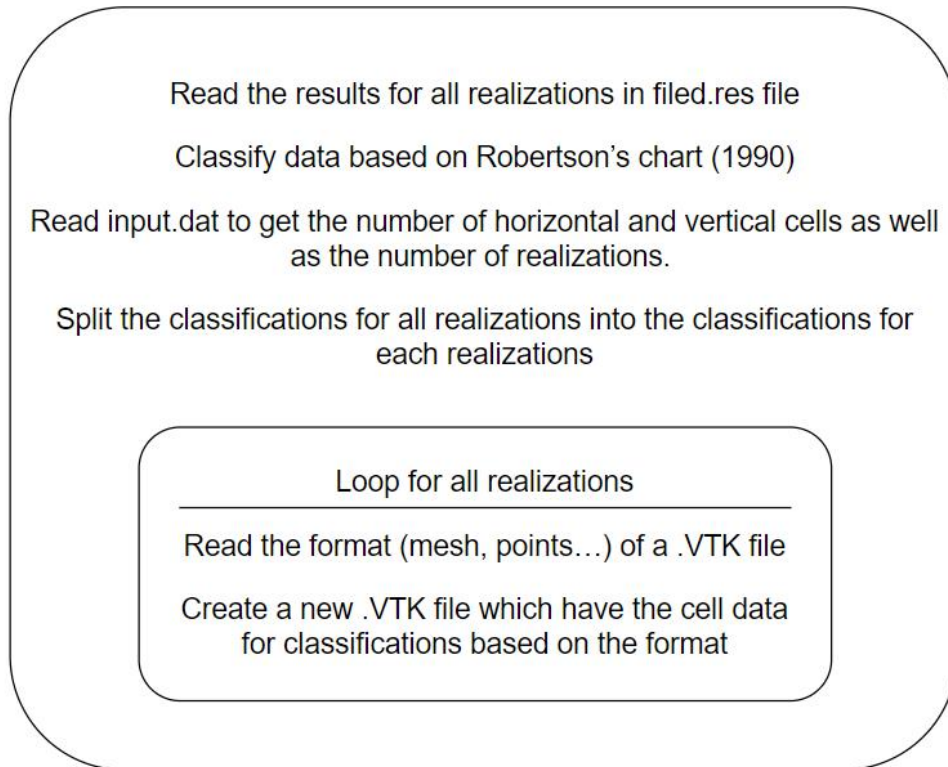 Read the results for all realizations in filed.res file
Classify data based on Robertson’s chart (1990)
Read input.dat to get the number of horizontal and vertical cells as well
as the number of realizations.
Split the classifications for all realizations into the classifications for
each realizations
Loop for all realizations
Read the format (mesh, points…) of a .VTK file
Create a new .VTK file which have the cell data
for classifications based on the format